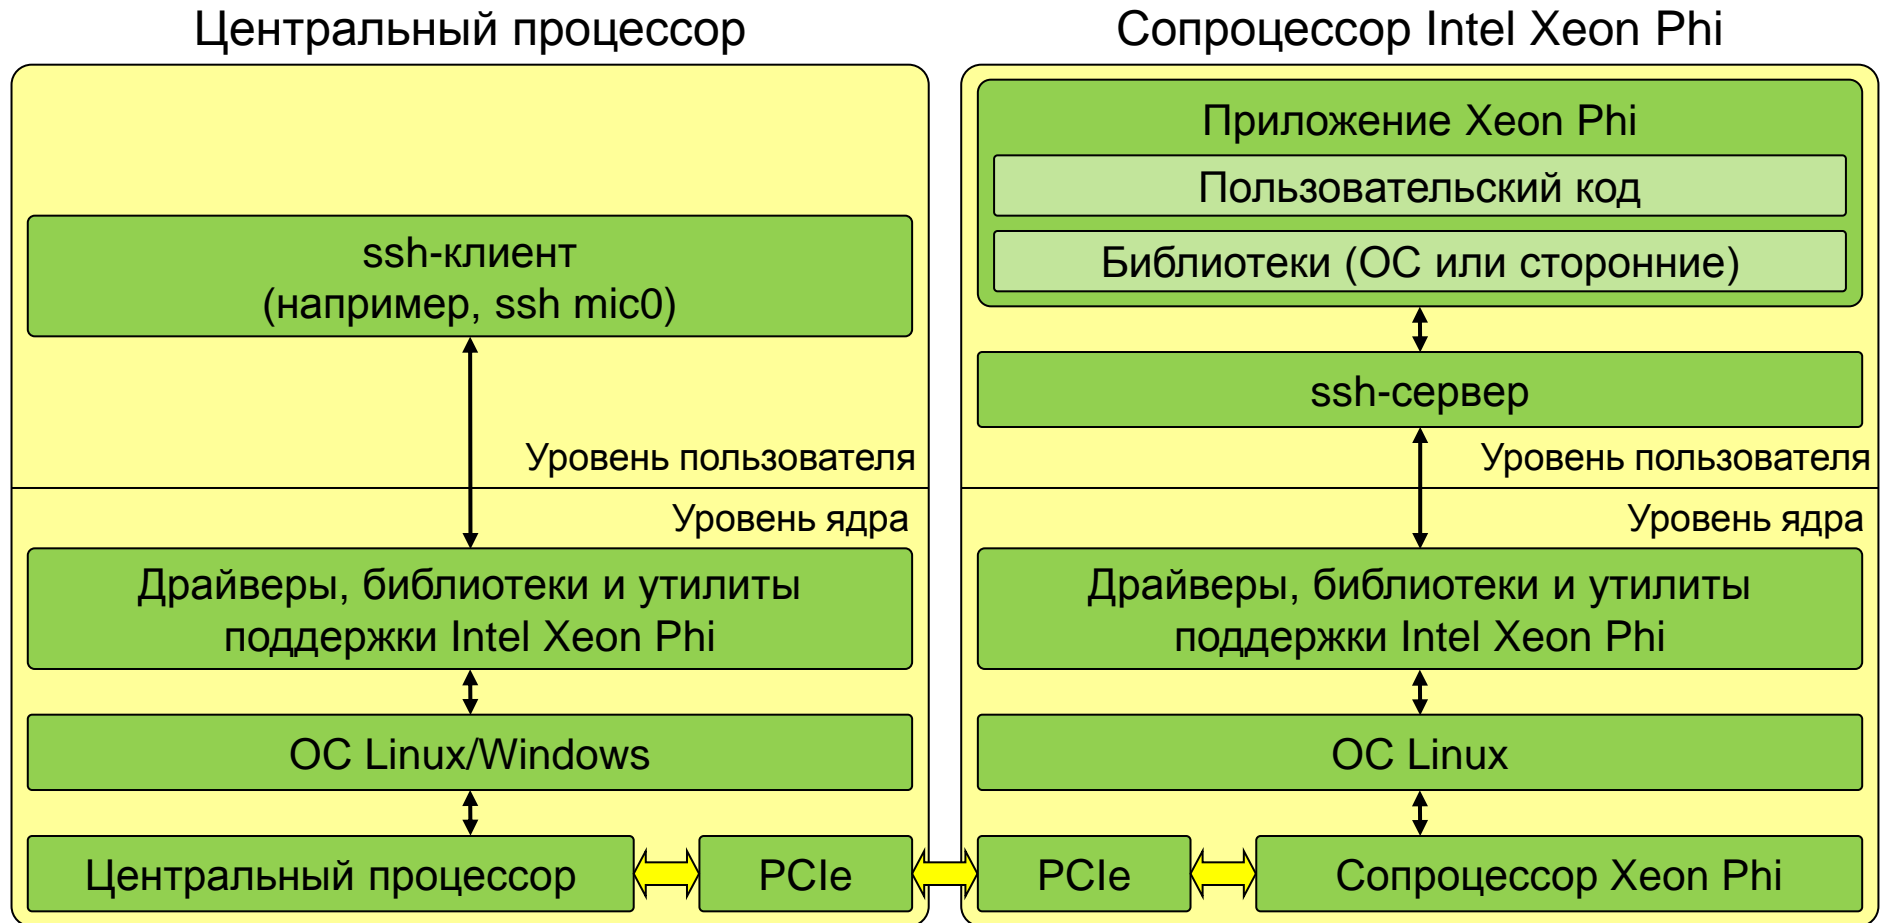 Центральный процессор
ssh-клиент
(например, ssh mic0)
Уровень пользователя
Уровень ядра
Драйверы, библиотеки и утилиты
поддержки Intel Xeon Phi
ОС Linux/Windows
Центральный процессор
PCIe
Сопроцессор Intel Xeon Phi
Приложение Xeon Phi
Пользовательский код
Библиотеки (ОС или сторонние)
ssh-сервер
Уровень пользователя
Уровень ядра
Драйверы, библиотеки и утилиты
поддержки Intel Xeon Phi
ОС Linux
PCIe
Сопроцессор Xeon Phi